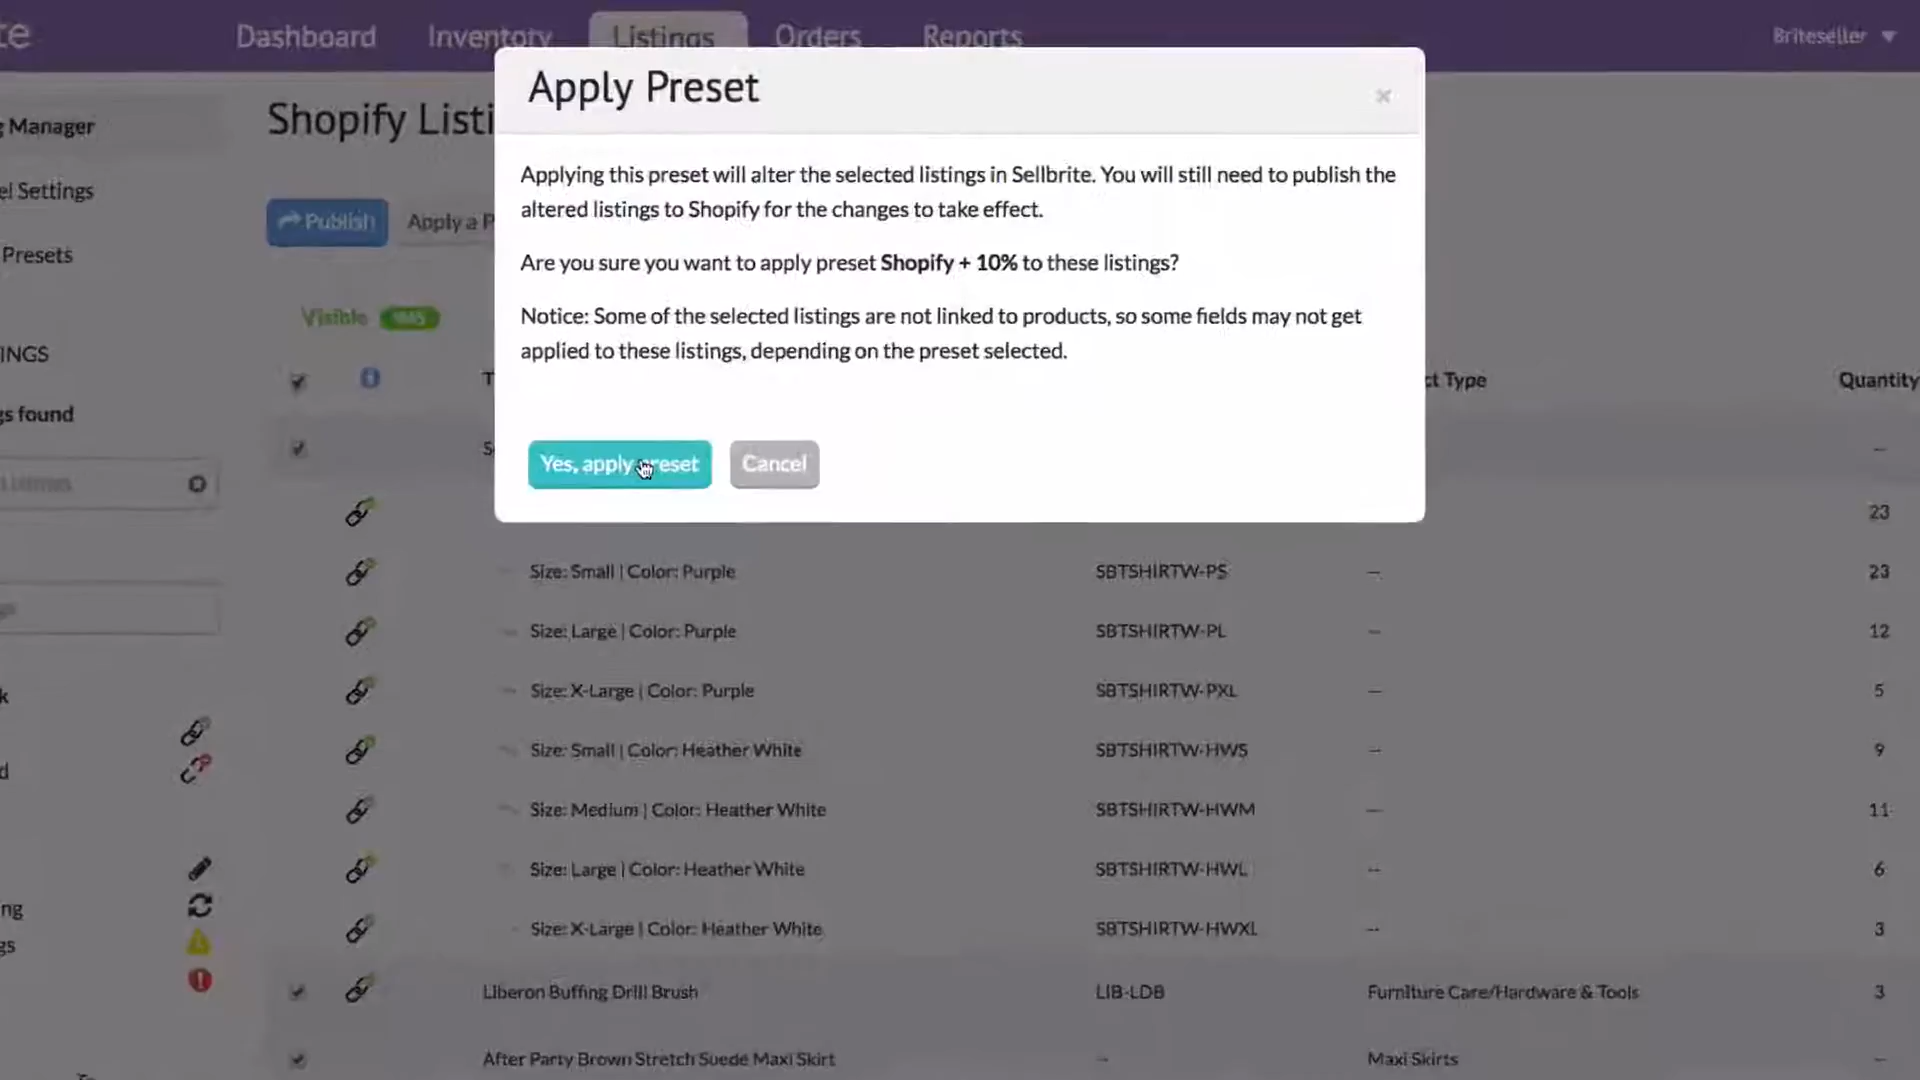 te Dashboard Inventory Listings Orders Reports Briteseller
Apply Preset
×
Manager
Shopify Listi
Applying this preset will alter the selected listings in Sellbrite. You will still need to publish the
altered listings to Shopify for the changes to take effect.
el Settings
Publish Apply a P
Presets
Are you sure you want to apply preset Shopify + 10% to these listings?
Visible
Notice: Some of the selected listings are not linked to products, so some fields may not get
applied to these listings, depending on the preset selected.
INGS
T ct Type Quantity
gs found
S --
Yes, apply preset Cancel
23
Size: Small | Color: Purple SBTSHIRTW-PS -- 23
Size: Large | Color: Purple SBTSHIRTW-PL -- 12
Size: X-Large | Color: Purple SBTSHIRTW-PXL -- 5
k
Size: Small | Color: Heather White SBTSHIRTW-HWS -- 9
d
Size: Medium | Color: Heather White SBTSHIRTW-HWM -- 11
Size: Large | Color: Heather White SBTSHIRTW-HWL -- 6
ng
Size: X-Large | Color: Heather White SBTSHIRTW-HWXL -- 3
gs
Liberon Buffing Drill Brush LIB-LDB Furniture Care/Hardware & Tools 3
After Party Brown Stretch Suede Maxi Skirt -- Maxi Skirts --